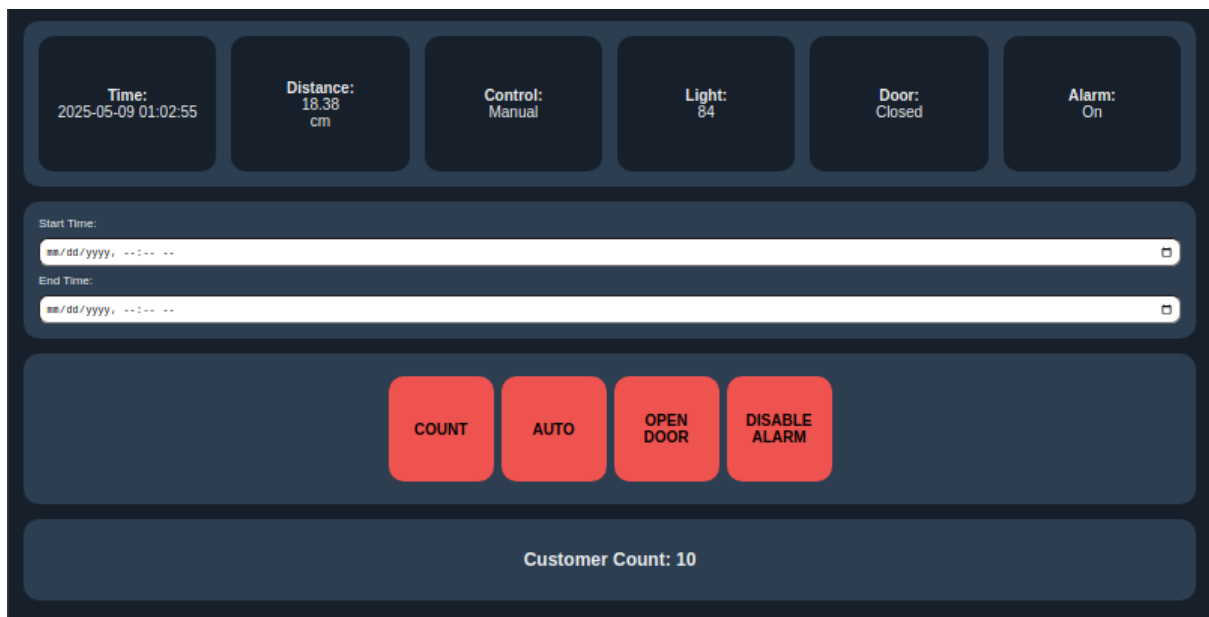 Time:
2025-05-09 01:02:55
Distance:
18.38
cm
Control:
Manual
Light:
84
Door:
Closed
Alarm:
On
Start Time:
mm/dd/yyyy, --:-- --
End Time:
mm/dd/yyyy, --:-- --
COUNT
AUTO
OPEN
DOOR
DISABLE
ALARM
Customer Count: 10